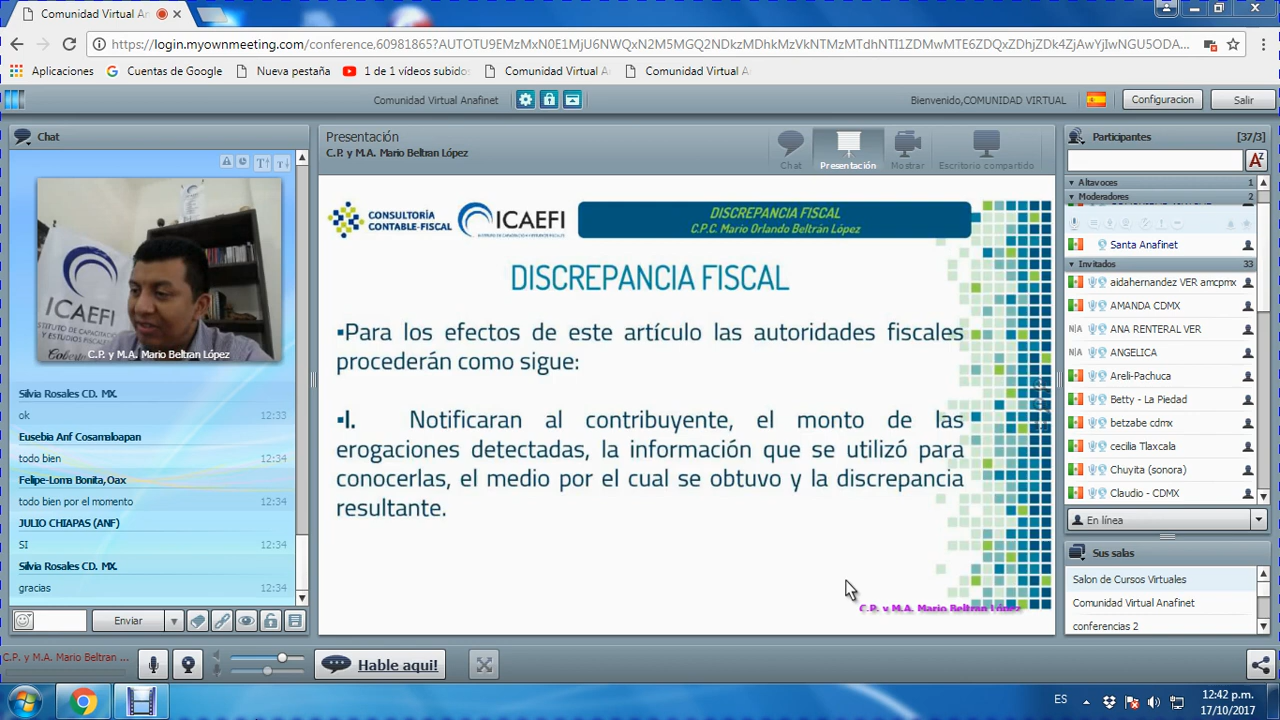 Comunidad Virtual Anaf
https://login.myownmeeting.com/conference,60981865?AUTOTU9EMzMxN0E1MjU6NWQxN2M5MGQ2NDkzMDhkMzVkNTMzMTdhNTI1ZDMwMTE6ZDQxZDhjZDk4ZjAwYjIwNGU5ODA...
Aplicaciones
Cuentas de Google
Nueva pestaña
1 de 1 vídeos subidos
Comunidad Virtual A
Comunidad Virtual A
Comunidad Virtual Anafinet
Bienvenido,COMUNIDAD VIRTUAL
Configuracion
Salir
Chat
ICAEFI
C.P. y M.A. Mario Beltran López
Silvia Rosales CD. MX.
ok 12:33
Eusebia Anf Cosamaloapan
todo bien 12:34
Felipe-Loma Bonita,Oax
todo bien por el momento 12:34
JULIO CHIAPAS (ANF)
SI 12:34
Silvia Rosales CD. MX.
gracias 12:34
Enviar
Presentación
C.P. y M.A. Mario Beltran López
Chat
Presentación
Mostrar
Escritorio compartido
CONSULTORÍA
CONTABLE-FISCAL
ICAEFI
DISCREPANCIA FISCAL
C.P.C. Mario Orlando Beltrán López
DISCREPANCIA FISCAL
▪Para los efectos de este artículo las autoridades fiscales
procederán como sigue:
▪I. Notificaran al contribuyente, el monto de las
erogaciones detectadas, la información que se utilizó para
conocerlas, el medio por el cual se obtuvo y la discrepancia
resultante.
C.P. y M.A. Mario Beltran López
Participantes [37/3]
Altavoces 1
Moderadores 2
Santa Anafinet
Invitados 33
aidahernandez VER amcpmx
AMANDA CDMX
N/A ANA RENTERAL VER
N/A ANGELICA
Areli-Pachuca
Betty - La Piedad
betzabe cdmx
cecilia Tlaxcala
Chuyita (sonora)
Claudio - CDMX
En línea
Sus salas
Salon de Cursos Virtuales
Comunidad Virtual Anafinet
conferencias 2
C.P. y M.A. Mario Beltran ...
Hable aqui!
ES
12:42 p.m.
17/10/2017